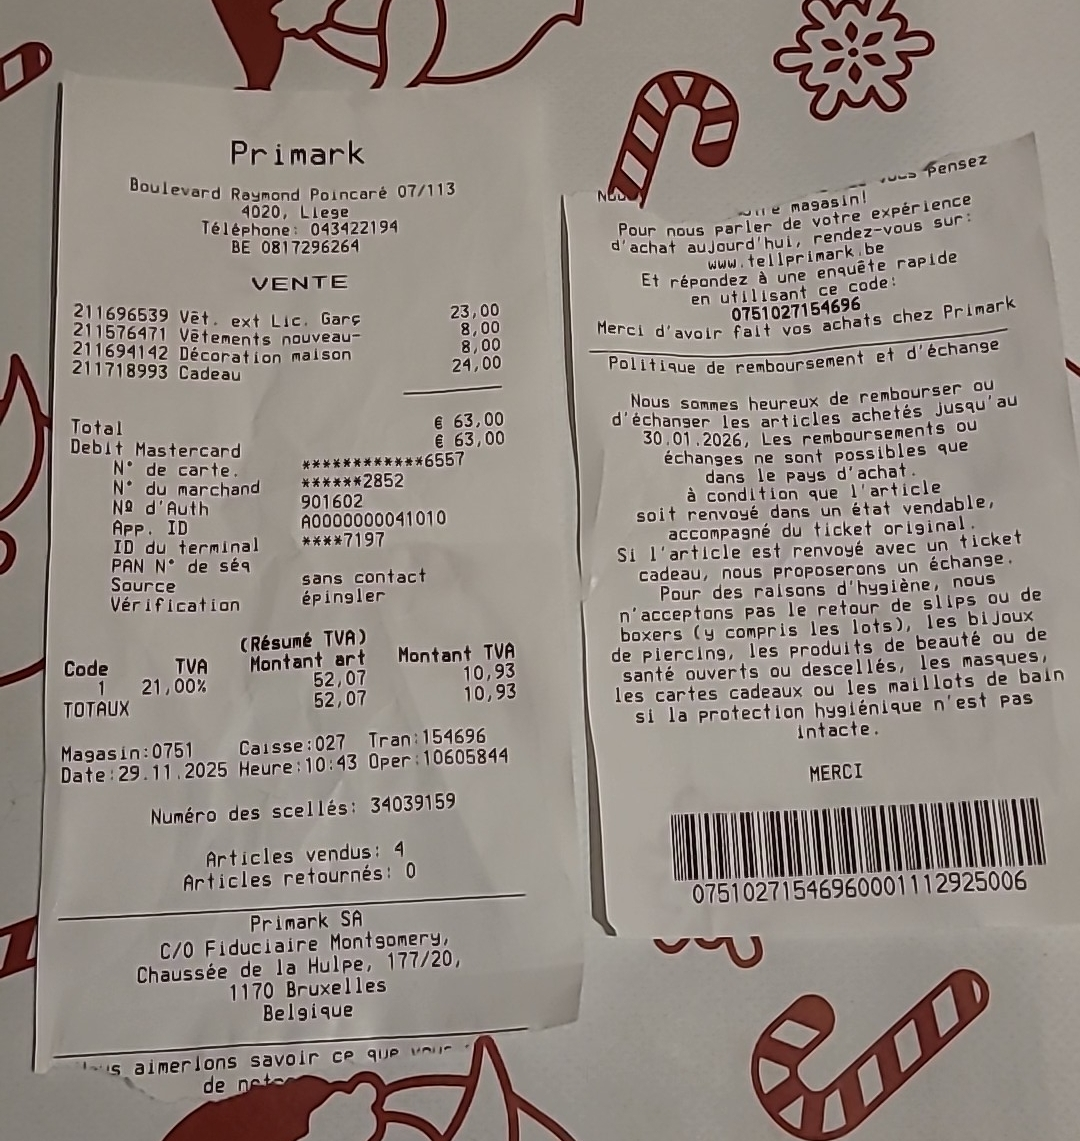 Primark
Boulevard Raymond Poincaré 07/113
4020, Liege
Téléphone: 043422194
BE 0817296264
VENTE
211696539 Vêt. ext Lic. Garç 23,00
211576471 Vêtements nouveau- 8,00
211694142 Décoration maison 8,00
211718993 Cadeau 24,00
Total € 63,00
Debit Mastercard € 63,00
N° de carte. ************6557
N° du marchand ******2852
Nº d'Auth 901602
App. ID A0000000041010
ID du terminal ****7197
PAN N° de séq
Source sans contact
Vérification épingler
(Résumé TVA)
Code TVA Montant art Montant TVA
1 21,00% 52,07 10,93
TOTAUX 52,07 10,93
Magasin:0751 Caisse:027 Tran:154696
Date:29.11.2025 Heure:10:43 Oper:10605844
Numéro des scellés: 34039159
Articles vendus: 4
Articles retournés: 0
Primark SA
C/O Fiduciaire Montgomery,
Chaussée de la Hulpe, 177/20,
1170 Bruxelles
Belgique
aimerions savoir ce que
de
pensez
magasin!
Pour nous parler de votre expérience
d'achat aujourd'hui, rendez-vous sur:
www.tellprimark.be
Et répondez à une enquête rapide
en utilisant ce code:
0751027154696
Merci d'avoir fait vos achats chez Primark
Politique de remboursement et d'échange
Nous sommes heureux de rembourser ou
d'échanger les articles achetés jusqu'au
30.01.2026, Les remboursements ou
échanges ne sont possibles que
dans le pays d'achat.
à condition que l'article
soit renvoyé dans un état vendable,
accompagné du ticket original.
Si l'article est renvoyé avec un ticket
cadeau, nous proposerons un échange.
Pour des raisons d'hygiène, nous
n'acceptons pas le retour de slips ou de
boxers (y compris les lots), les bijoux
de piercing, les produits de beauté ou de
santé ouverts ou descellés, les masques,
les cartes cadeaux ou les maillots de bain
si la protection hygiénique n'est pas
intacte.
MERCI
07510271546960001112925006